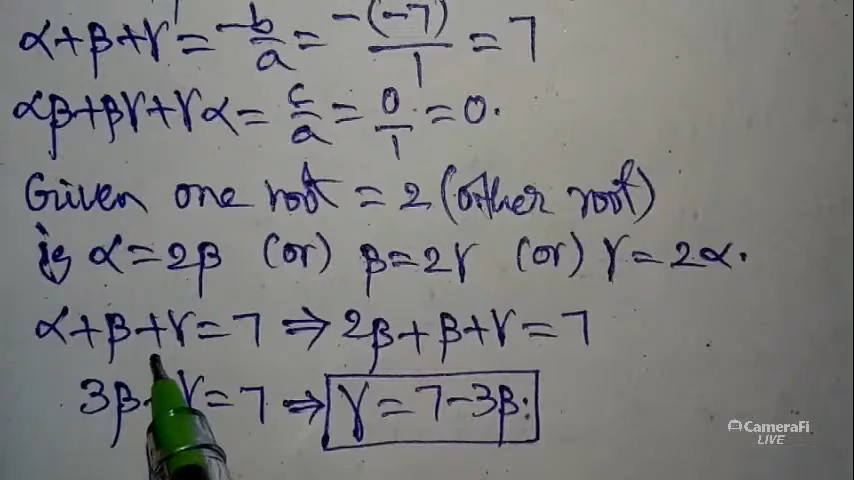 α+β+γ = -b/a = -(-7)/1 = 7
αβ+βγ+γα = c/a = 0/1 = 0.
Given one root = 2 (other root)
is α=2β (or) β=2γ (or) γ=2α.
α+β+γ=7 ⇒ 2β+β+γ=7
3β+γ=7 ⇒ γ=7-3β.
CameraFi
LIVE